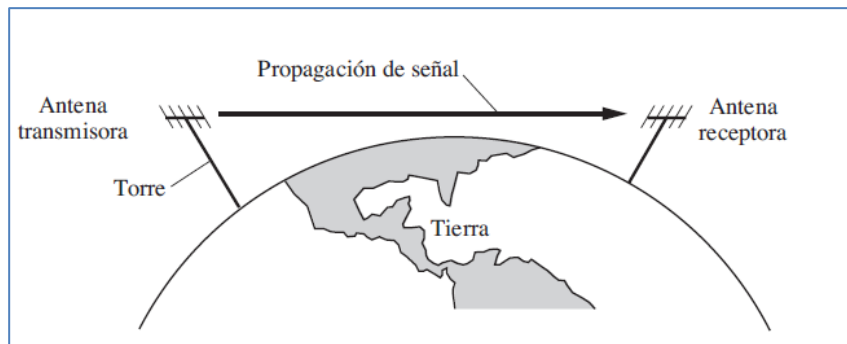 Propagación de señal
Antena
transmisora
Antena
receptora
Torre
Tierra